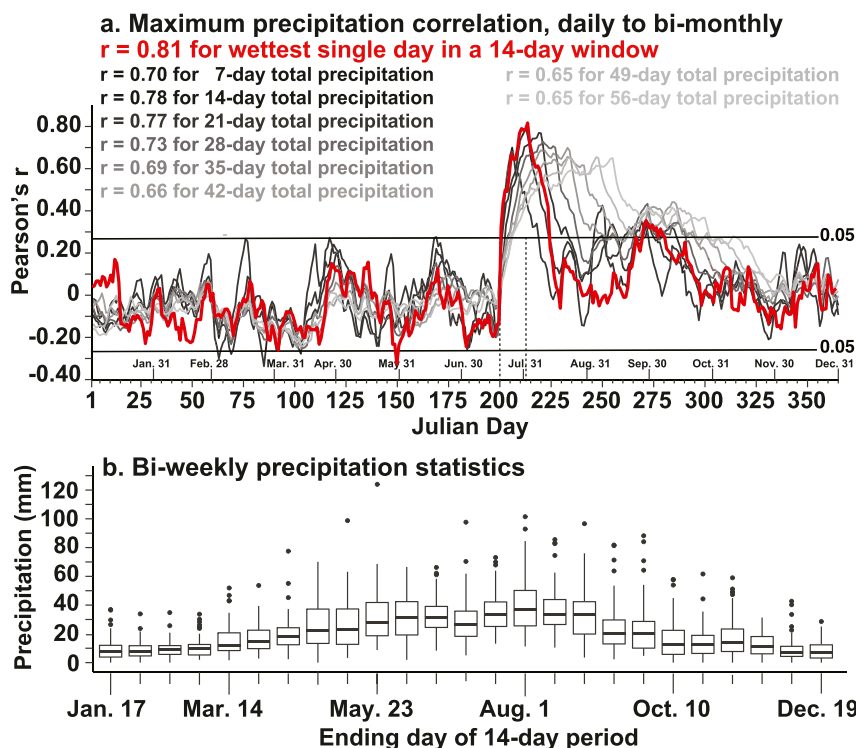 a. Maximum precipitation correlation, daily to bi-monthly
r = 0.81 for wettest single day in a 14-day window
r = 0.70 for 7-day total precipitation
r = 0.78 for 14-day total precipitation
r = 0.77 for 21-day total precipitation
r = 0.73 for 28-day total precipitation
r = 0.69 for 35-day total precipitation
r = 0.66 for 42-day total precipitation
r = 0.65 for 49-day total precipitation
r = 0.65 for 56-day total precipitation
Pearson's r
0.80
0.60
0.40
0.20
0
-0.20
-0.40
0.05
0.05
Jan. 31 Feb. 28 Mar. 31 Apr. 30 May 31 Jun. 30 Jul 31 Aug. 31 Sep. 30 Oct. 31 Nov. 30 Dec. 31
1 25 50 75 100 125 150 175 200 225 250 275 300 325 350
Julian Day
b. Bi-weekly precipitation statistics
Precipitation (mm)
120
100
80
60
40
20
0
Jan. 17 Mar. 14 May. 23 Aug. 1 Oct. 10 Dec. 19
Ending day of 14-day period